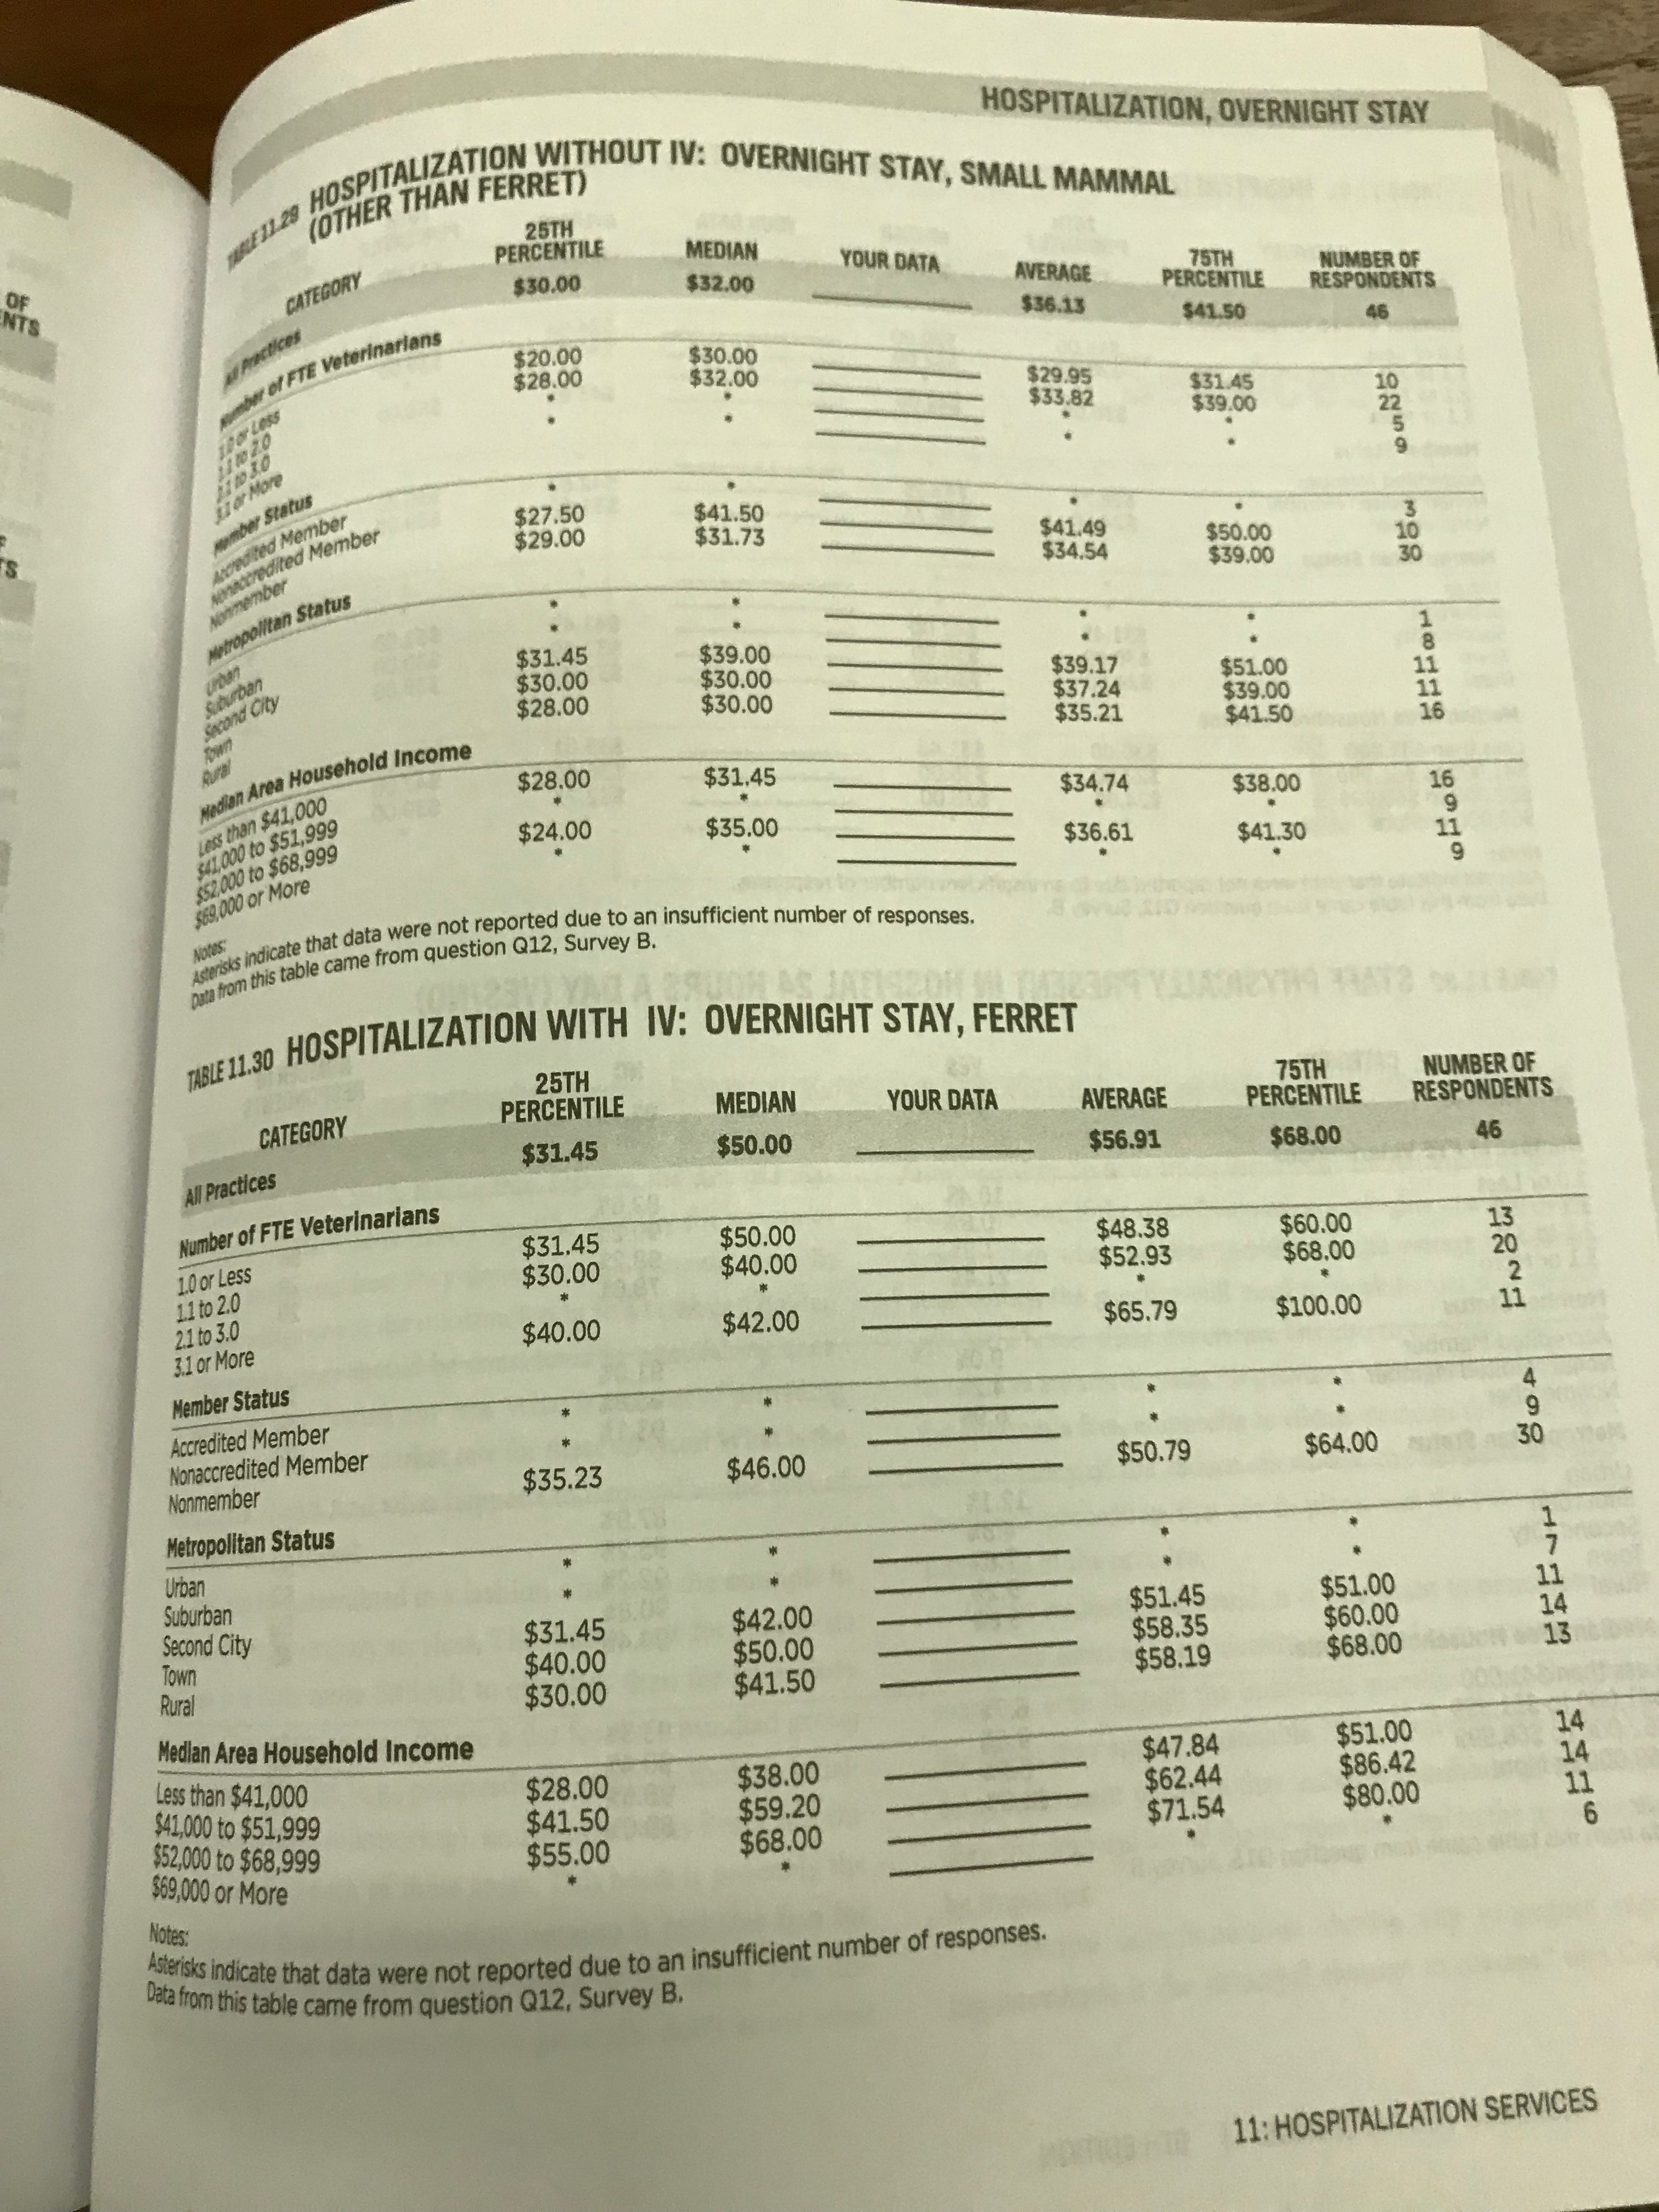 OF
NTS
HOSPITALIZATION, OVERNIGHT STAY
TABLE 11.29 HOSPITALIZATION WITHOUT IV: OVERNIGHT STAY, SMALL MAMMAL
(OTHER THAN FERRET)
CATEGORY 25TH PERCENTILE MEDIAN YOUR DATA AVERAGE 75TH PERCENTILE NUMBER OF RESPONDENTS
All Practices $30.00 $32.00 $36.13 $41.50 46
Number of FTE Veterinarians
1.0 or Less $20.00 $30.00 $29.95 $31.45 10
1.1 to 2.0 $28.00 $32.00 $33.82 $39.00 22
2.1 to 3.0 * * * * 5
3.1 or More * * * * 9
Member Status
Accredited Member * * * * 3
Nonaccredited Member $27.50 $41.50 $41.49 $50.00 10
Nonmember $29.00 $31.73 $34.54 $39.00 30
Metropolitan Status
Urban * * * * 1
Suburban * * * * 8
Second City $31.45 $39.00 $39.17 $51.00 11
Town $30.00 $30.00 $37.24 $39.00 11
Rural $28.00 $30.00 $35.21 $41.50 16
Median Area Household Income
Less than $41,000 $28.00 $31.45 $34.74 $38.00 16
$41,000 to $51,999 * * * * 9
$52,000 to $68,999 $24.00 $35.00 $36.61 $41.30 11
$69,000 or More * * * * 9
Notes:
Asterisks indicate that data were not reported due to an insufficient number of responses.
Data from this table came from question Q12, Survey B.
TABLE 11.30 HOSPITALIZATION WITH IV: OVERNIGHT STAY, FERRET
CATEGORY 25TH PERCENTILE MEDIAN YOUR DATA AVERAGE 75TH PERCENTILE NUMBER OF RESPONDENTS
All Practices $31.45 $50.00 $56.91 $68.00 46
Number of FTE Veterinarians
1.0 or Less $31.45 $50.00 $48.38 $60.00 13
1.1 to 2.0 $30.00 $40.00 $52.93 $68.00 20
2.1 to 3.0 * * * * 2
3.1 or More $40.00 $42.00 $65.79 $100.00 11
Member Status
Accredited Member * * * * 4
Nonaccredited Member * * * * 9
Nonmember $35.23 $46.00 $50.79 $64.00 30
Metropolitan Status
Urban * * * * 1
Suburban * * * * 7
Second City $31.45 $42.00 $51.45 $51.00 11
Town $40.00 $50.00 $58.35 $60.00 14
Rural $30.00 $41.50 $58.19 $68.00 13
Median Area Household Income
Less than $41,000 $28.00 $38.00 $47.84 $51.00 14
$41,000 to $51,999 $41.50 $59.20 $62.44 $86.42 14
$52,000 to $68,999 $55.00 $68.00 $71.54 $80.00 11
$69,000 or More * * * * 6
Notes:
Asterisks indicate that data were not reported due to an insufficient number of responses.
Data from this table came from question Q12, Survey B.
11: HOSPITALIZATION SERVICES